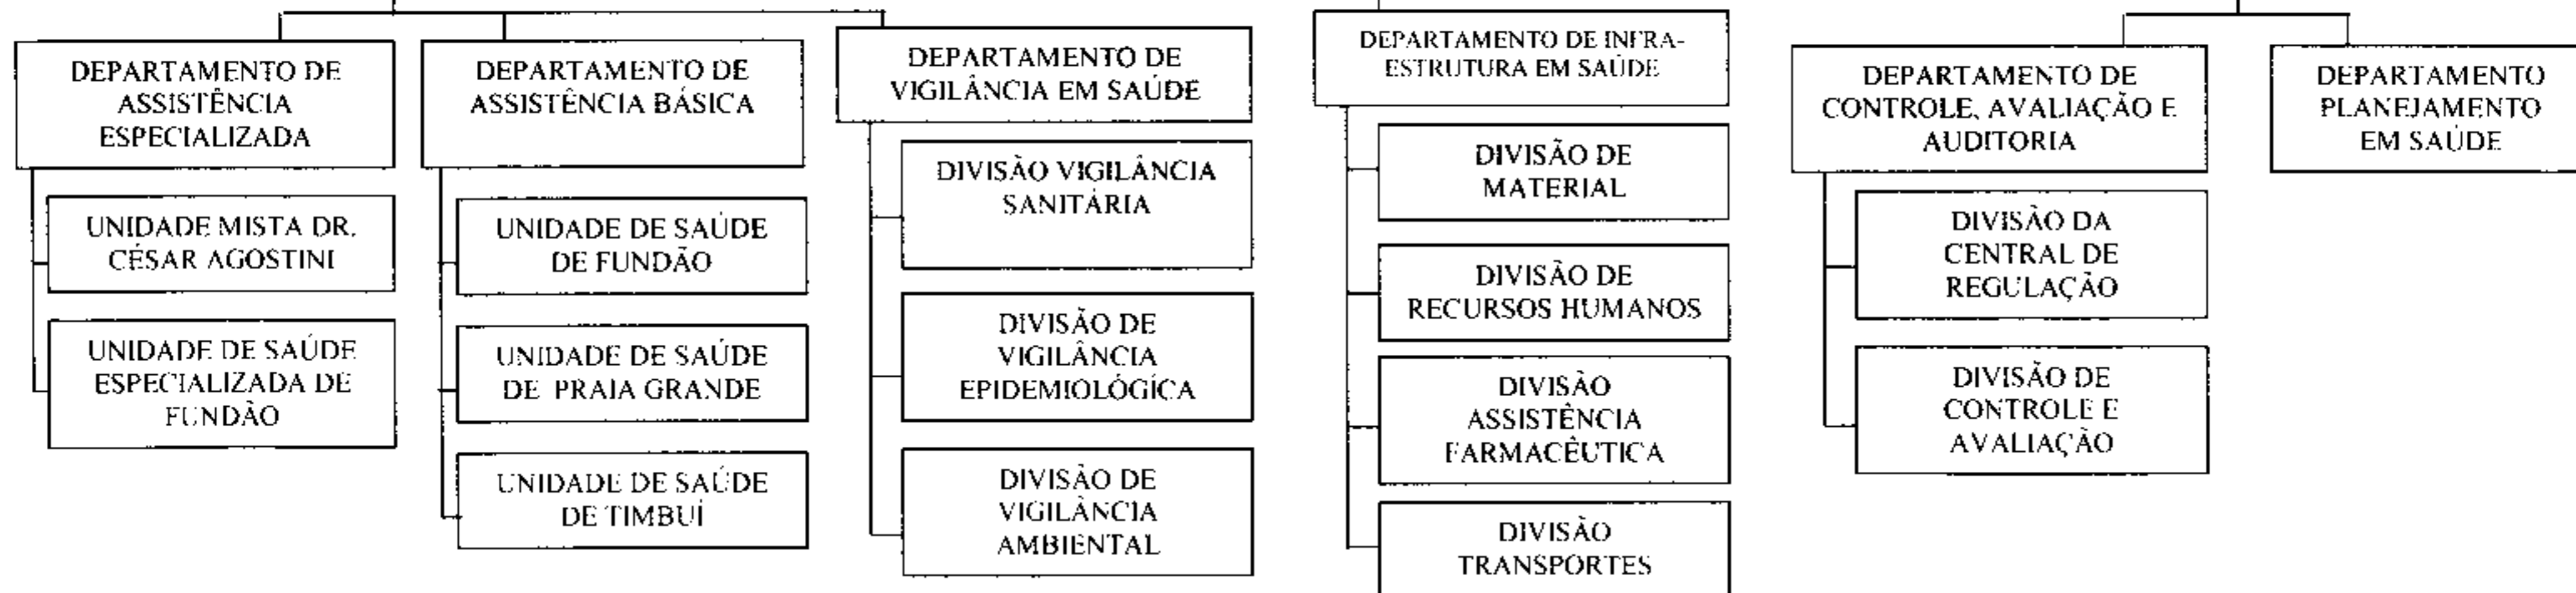 DEPARTAMENTO DE
ASSISTÊNCIA
ESPECIALIZADA
UNIDADE MISTA DR.
CÉSAR AGOSTINI
UNIDADE DE SAÚDE
ESPECIALIZADA DE
FUNDÃO
DEPARTAMENTO DE
ASSISTÊNCIA BÁSICA
UNIDADE DE SAÚDE
DE FUNDÃO
UNIDADE DE SAÚDE
DE PRAIA GRANDE
UNIDADE DE SAÚDE
DE TIMBUÍ
DEPARTAMENTO DE
VIGILÂNCIA EM SAÚDE
DIVISÃO VIGILÂNCIA
SANITÁRIA
DIVISÃO DE
VIGILÂNCIA
EPIDEMIOLÓGÍCA
DIVISÃO DE
VIGILÂNCIA
AMBIENTAL
DEPARTAMENTO DE INFRA-
ESTRUTURA EM SAÚDE
DIVISÃO DE
MATERIAL
DIVISÃO DE
RECURSOS HUMANOS
DIVISÃO
ASSISTÊNCIA
FARMACÊUTICA
DIVISÃO
TRANSPORTES
DEPARTAMENTO DE
CONTROLE, AVALIAÇÃO E
AUDITORIA
DIVISÃO DA
CENTRAL DE
REGULAÇÃO
DIVISÃO DE
CONTROLE E
AVALIAÇÃO
DEPARTAMENTO
PLANEJAMENTO
EM SAÚDE